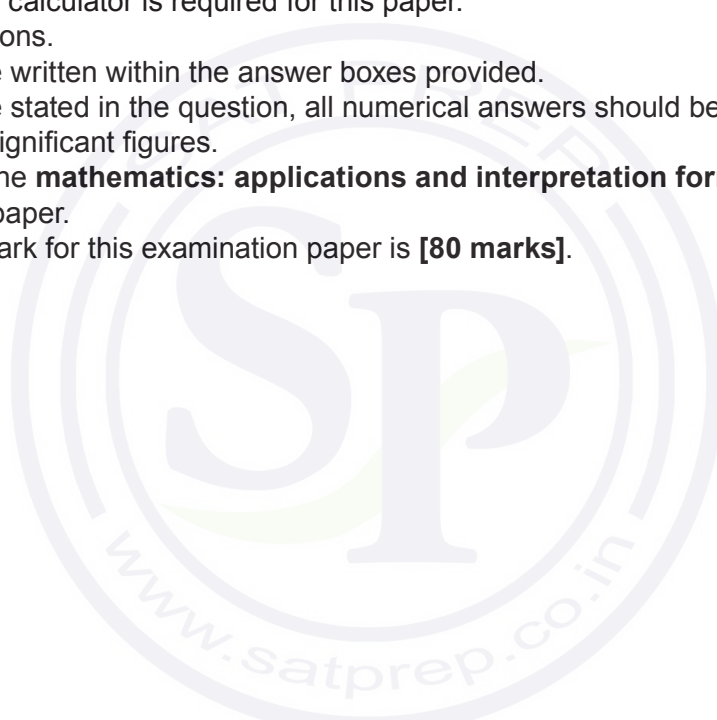 calculator is required for this paper.
ons.
e written within the answer boxes provided.
e stated in the question, all numerical answers should be
ignificant figures.
he mathematics: applications and interpretation for
paper.
ark for this examination paper is [80 marks].
SAT PREP
SP
www.satprep.co.in